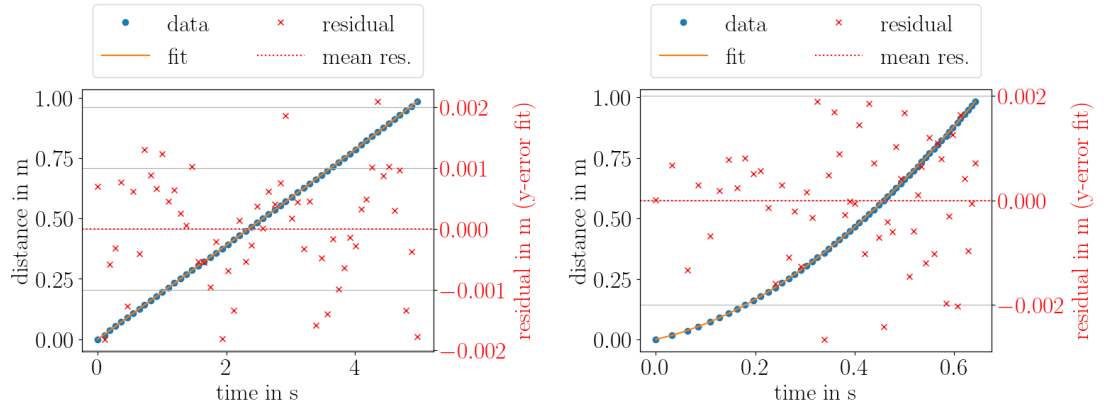 data
residual
fit
mean res.
1.00
0.75
0.50
0.25
0.00
distance in m
0
2
4
time in s
0.002
0.001
0.000
−0.001
−0.002
residual in m (y-error fit)
data
residual
fit
mean res.
1.00
0.75
0.50
0.25
0.00
distance in m
0.0
0.2
0.4
0.6
time in s
0.002
0.000
−0.002
residual in m (y-error fit)